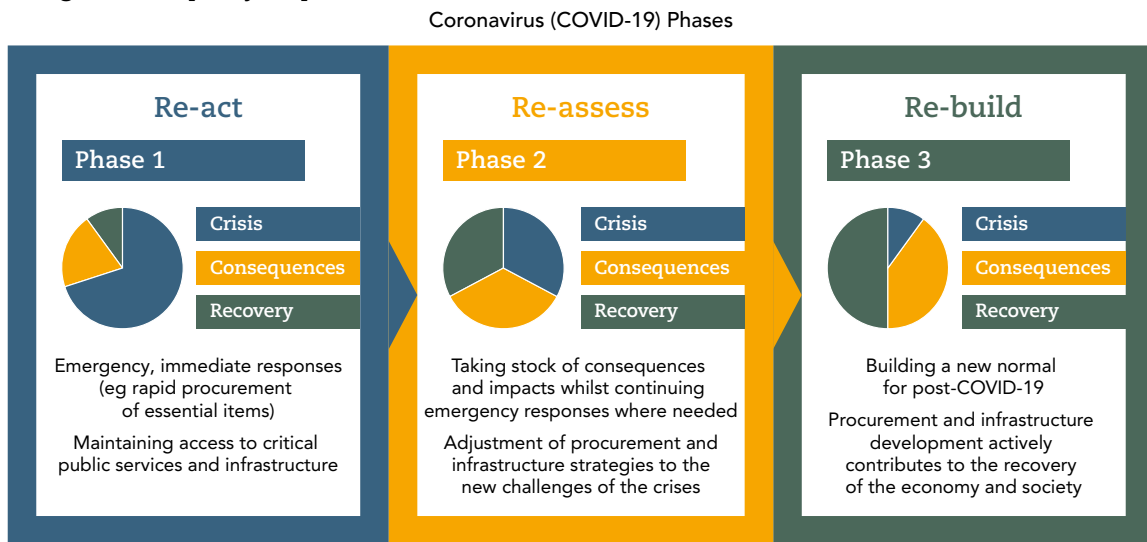 Coronavirus (COVID-19) Phases
Re-act
Phase 1
Crisis
Consequences
Recovery
Emergency, immediate responses
(eg rapid procurement
of essential items)
Maintaining access to critical
public services and infrastructure
Re-assess
Phase 2
Crisis
Consequences
Recovery
Taking stock of consequences
and impacts whilst continuing
emergency responses where needed
Adjustment of procurement and
infrastructure strategies to the
new challenges of the crises
Re-build
Phase 3
Crisis
Consequences
Recovery
Building a new normal
for post-COVID-19
Procurement and infrastructure
development actively
contributes to the recovery
of the economy and society